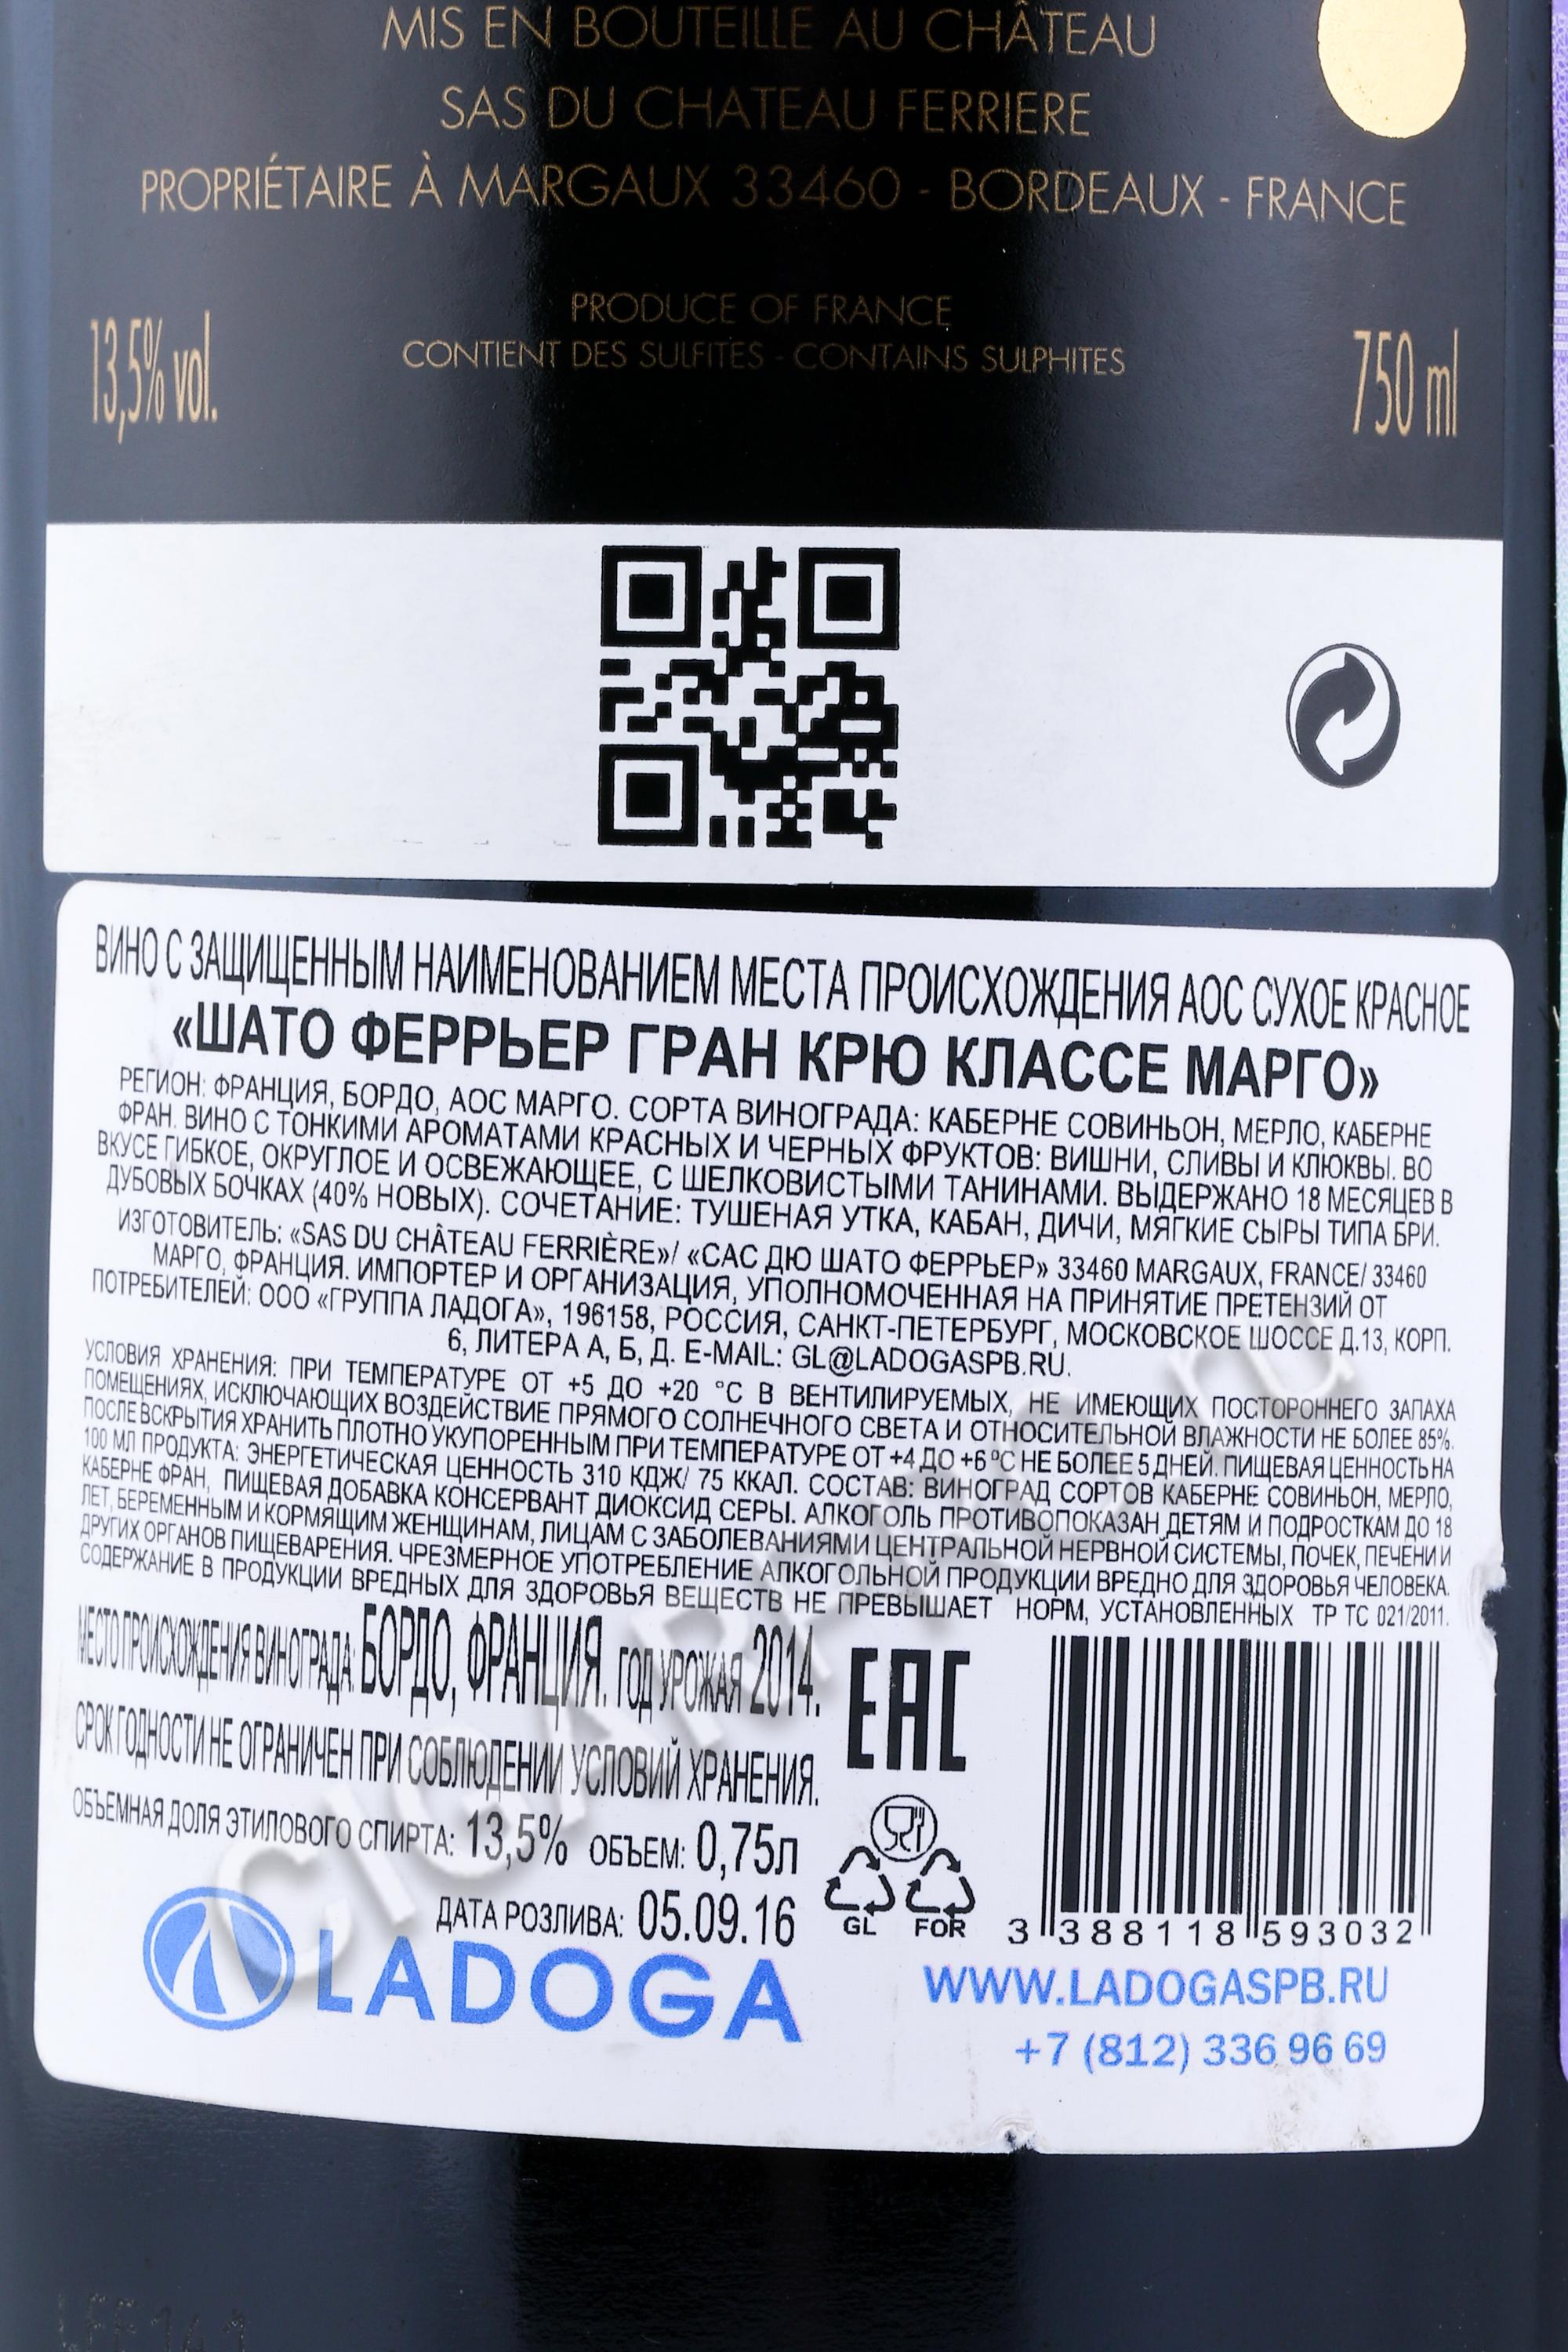 MIS EN BOUTEILLE AU CHÂTEAU
SAS DU CHATEAU FERRIERE
PROPRIÉTAIRE À MARGAUX 33460 - BORDEAUX - FRANCE
PRODUCE OF FRANCE
CONTIENT DES SULFITES - CONTAINS SULPHITES
13,5% vol.
750 ml
ВИНО С ЗАЩИЩЕННЫМ НАИМЕНОВАНИЕМ МЕСТА ПРОИСХОЖДЕНИЯ АОС СУХОЕ КРАСНОЕ
«ШАТО ФЕРРЬЕР ГРАН КРЮ КЛАССЕ МАРГО»
РЕГИОН: ФРАНЦИЯ, БОРДО, АОС МАРГО. СОРТА ВИНОГРАДА: КАБЕРНЕ СОВИНЬОН, МЕРЛО, КАБЕРНЕ
ФРАН. ВИНО С ТОНКИМИ АРОМАТАМИ КРАСНЫХ И ЧЕРНЫХ ФРУКТОВ: ВИШНИ, СЛИВЫ И КЛЮКВЫ. ВО
ВКУСЕ ГИБКОЕ, ОКРУГЛОЕ И ОСВЕЖАЮЩЕЕ, С ШЕЛКОВИСТЫМИ ТАНИНАМИ. ВЫДЕРЖАНО 18 МЕСЯЦЕВ В
ДУБОВЫХ БОЧКАХ (40% НОВЫХ). СОЧЕТАНИЕ: ТУШЕНАЯ УТКА, КАБАН, ДИЧИ, МЯГКИЕ СЫРЫ ТИПА БРИ.
ИЗГОТОВИТЕЛЬ: «SAS DU CHÂTEAU FERRIÈRE»/ «САС ДЮ ШАТО ФЕРРЬЕР» 33460 MARGAUX, FRANCE/ 33460
МАРГО, ФРАНЦИЯ. ИМПОРТЕР И ОРГАНИЗАЦИЯ, УПОЛНОМОЧЕННАЯ НА ПРИНЯТИЕ ПРЕТЕНЗИЙ ОТ
ПОТРЕБИТЕЛЕЙ: ООО «ГРУППА ЛАДОГА», 196158, РОССИЯ, САНКТ-ПЕТЕРБУРГ, МОСКОВСКОЕ ШОССЕ Д.13, КОРП.
6, ЛИТЕРА А, Б, Д. E-MAIL: GL@LADOGASPB.RU.
УСЛОВИЯ ХРАНЕНИЯ: ПРИ ТЕМПЕРАТУРЕ ОТ +5 ДО +20 °С В ВЕНТИЛИРУЕМЫХ, НЕ ИМЕЮЩИХ ПОСТОРОННЕГО ЗАПАХА
ПОМЕЩЕНИЯХ, ИСКЛЮЧАЮЩИХ ВОЗДЕЙСТВИЕ ПРЯМОГО СОЛНЕЧНОГО СВЕТА И ОТНОСИТЕЛЬНОЙ ВЛАЖНОСТИ НЕ БОЛЕЕ 85%.
ПОСЛЕ ВСКРЫТИЯ ХРАНИТЬ ПЛОТНО УКУПОРЕННЫМ ПРИ ТЕМПЕРАТУРЕ ОТ +4 ДО +6 °С НЕ БОЛЕЕ 5 ДНЕЙ. ПИЩЕВАЯ ЦЕННОСТЬ НА
100 МЛ ПРОДУКТА: ЭНЕРГЕТИЧЕСКАЯ ЦЕННОСТЬ 310 КДЖ/ 75 ККАЛ. СОСТАВ: ВИНОГРАД СОРТОВ КАБЕРНЕ СОВИНЬОН, МЕРЛО,
КАБЕРНЕ ФРАН, ПИЩЕВАЯ ДОБАВКА КОНСЕРВАНТ ДИОКСИД СЕРЫ. АЛКОГОЛЬ ПРОТИВОПОКАЗАН ДЕТЯМ И ПОДРОСТКАМ ДО 18
ЛЕТ, БЕРЕМЕННЫМ И КОРМЯЩИМ ЖЕНЩИНАМ, ЛИЦАМ С ЗАБОЛЕВАНИЯМИ ЦЕНТРАЛЬНОЙ НЕРВНОЙ СИСТЕМЫ, ПОЧЕК, ПЕЧЕНИ И
ДРУГИХ ОРГАНОВ ПИЩЕВАРЕНИЯ. ЧРЕЗМЕРНОЕ УПОТРЕБЛЕНИЕ АЛКОГОЛЬНОЙ ПРОДУКЦИИ ВРЕДНО ДЛЯ ЗДОРОВЬЯ ЧЕЛОВЕКА.
СОДЕРЖАНИЕ В ПРОДУКЦИИ ВРЕДНЫХ ДЛЯ ЗДОРОВЬЯ ВЕЩЕСТВ НЕ ПРЕВЫШАЕТ НОРМ, УСТАНОВЛЕННЫХ ТР ТС 021/2011.
МЕСТО ПРОИСХОЖДЕНИЯ ВИНОГРАДА: БОРДО, ФРАНЦИЯ. ГОД УРОЖАЯ 2014.
СРОК ГОДНОСТИ НЕ ОГРАНИЧЕН ПРИ СОБЛЮДЕНИИ УСЛОВИЙ ХРАНЕНИЯ.
ОБЪЕМНАЯ ДОЛЯ ЭТИЛОВОГО СПИРТА: 13,5% ОБЪЕМ: 0,75л
ДАТА РОЗЛИВА: 05.09.16
EAC
GL FOR
3 388118 593032
LADOGA
WWW.LADOGASPB.RU
+7 (812) 336 96 69
CIGARPRO.ru